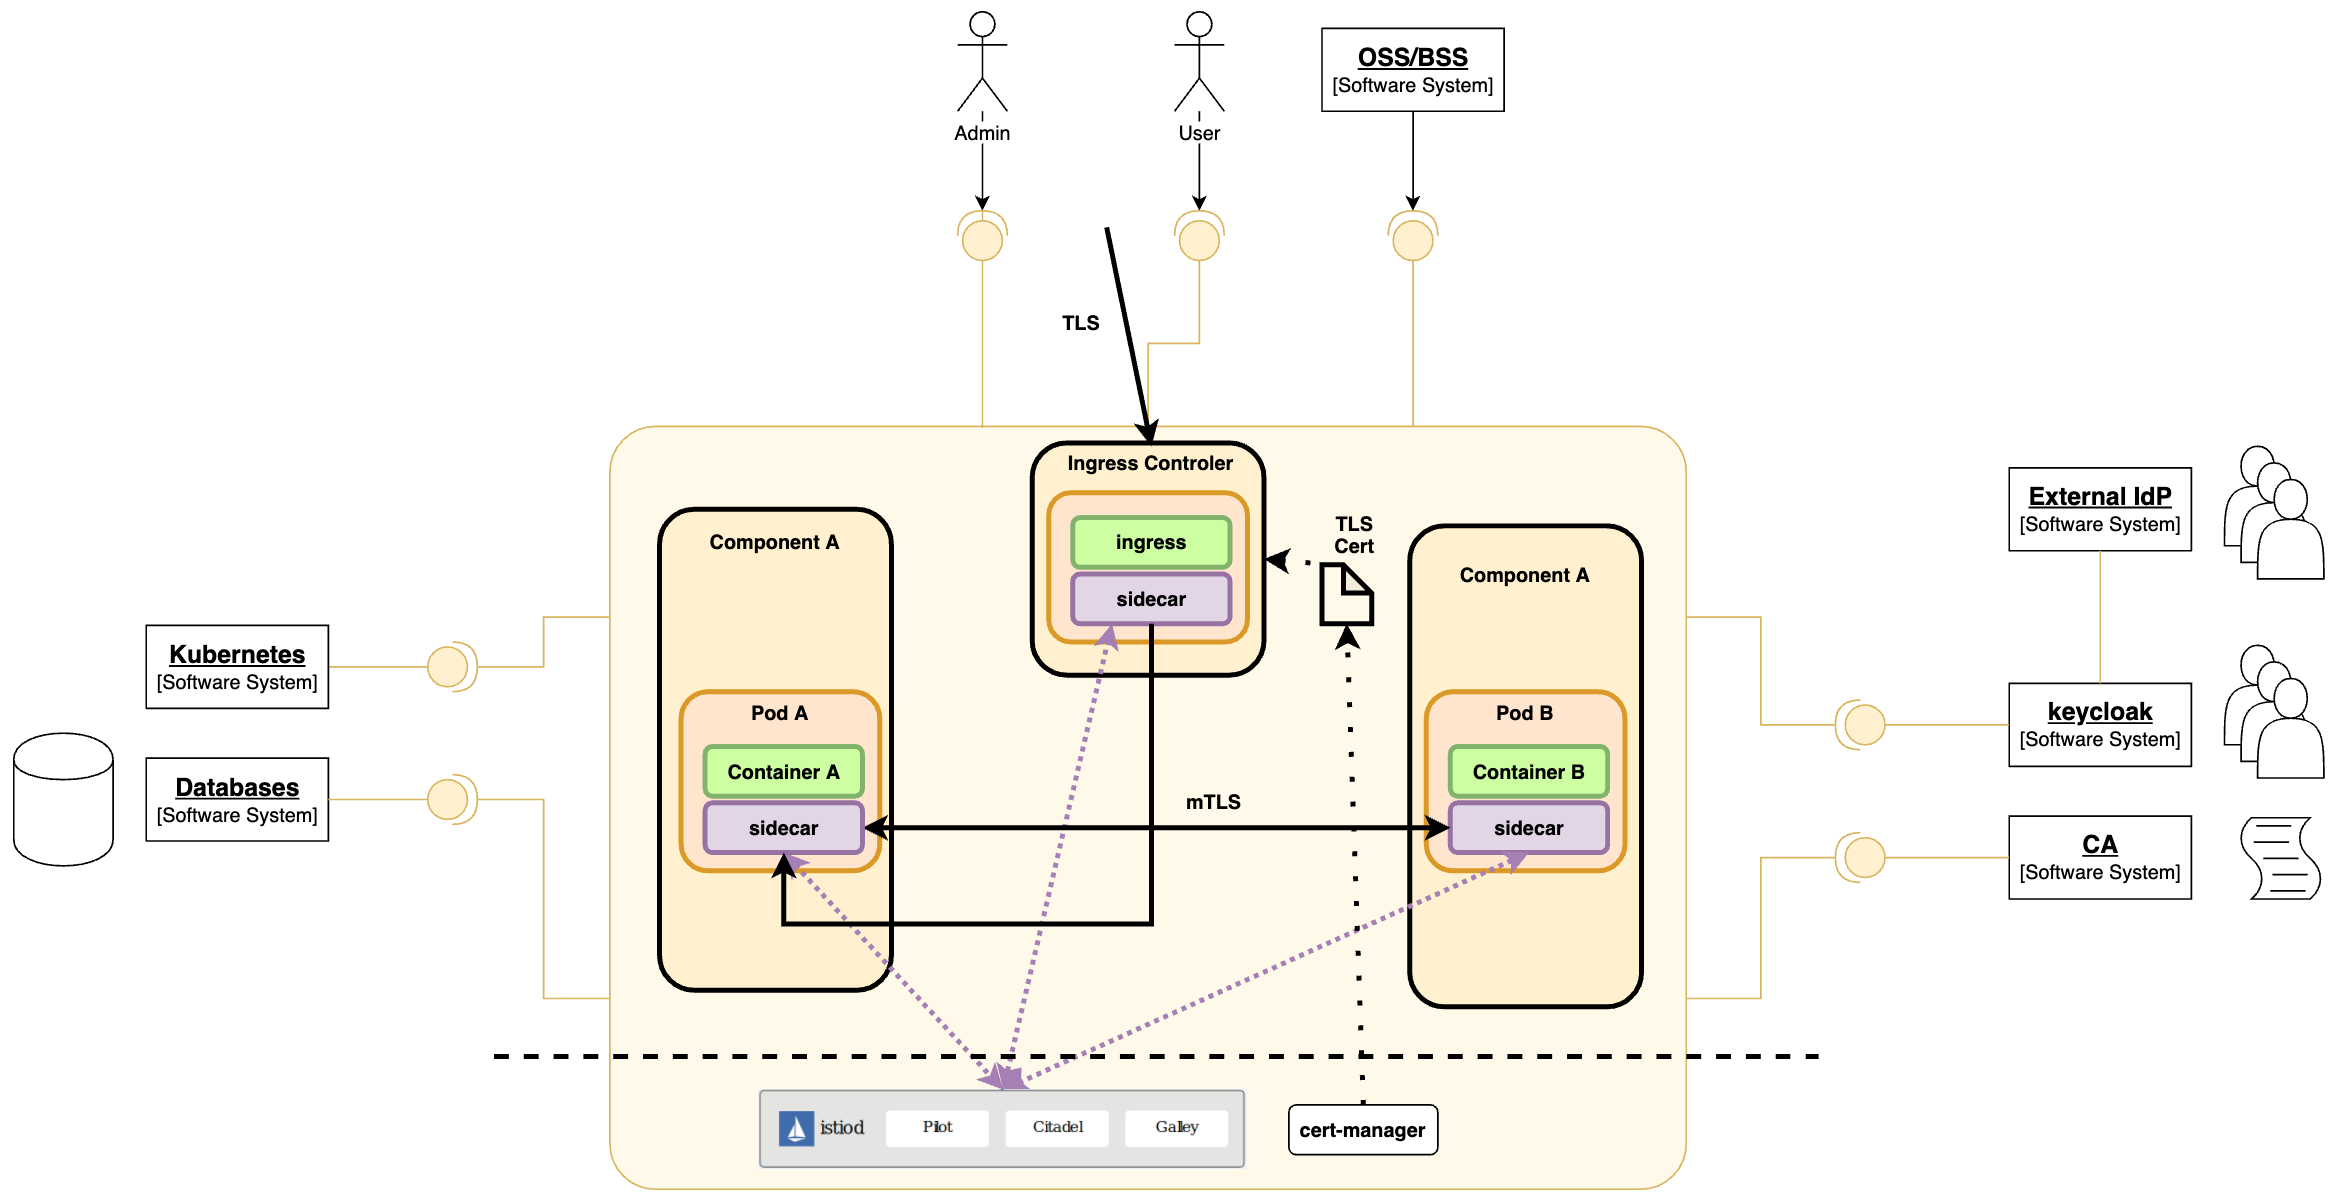 Admin
User
OSS/BSS
[Software System]
TLS
Ingress Controler
ingress
sidecar
TLS
Cert
Component A
Component A
External IdP
[Software System]
Kubernetes
[Software System]
Databases
[Software System]
Pod A
Container A
sidecar
mTLS
Pod B
Container B
sidecar
keycloak
[Software System]
CA
[Software System]
istiod
Pilot
Citadel
Galley
cert-manager